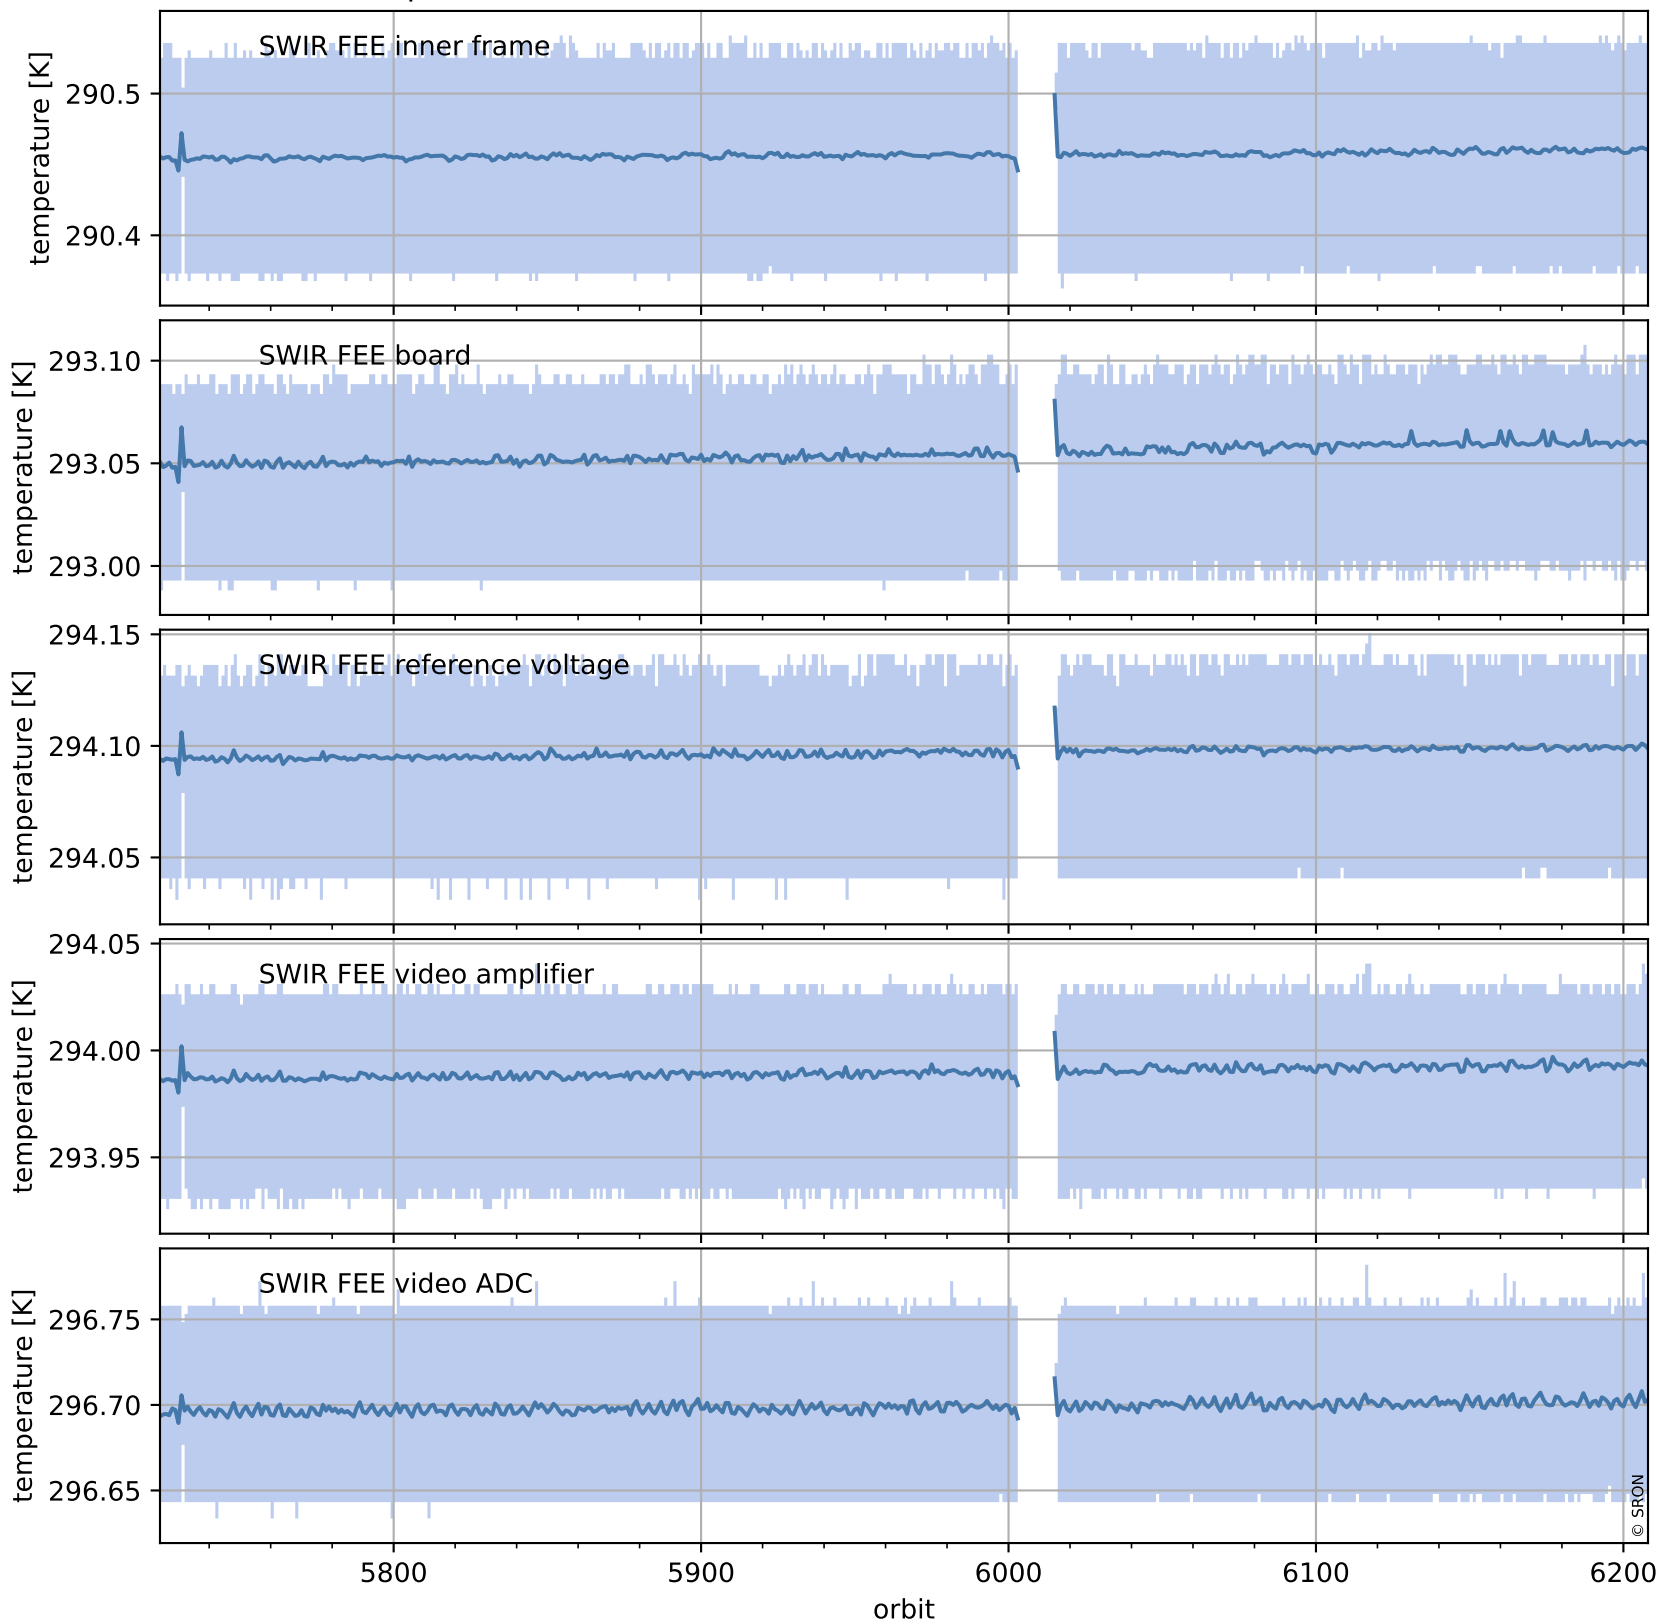 SWIR FEE inner frame
temperature [K]
290.5
290.4
SWIR FEE board
temperature [K]
293.10
293.05
293.00
SWIR FEE reference voltage
temperature [K]
294.15
294.10
294.05
SWIR FEE video amplifier
temperature [K]
294.05
294.00
293.95
SWIR FEE video ADC
temperature [K]
296.75
296.70
296.65
© SRON
5800 5900 6000 6100 6200
orbit